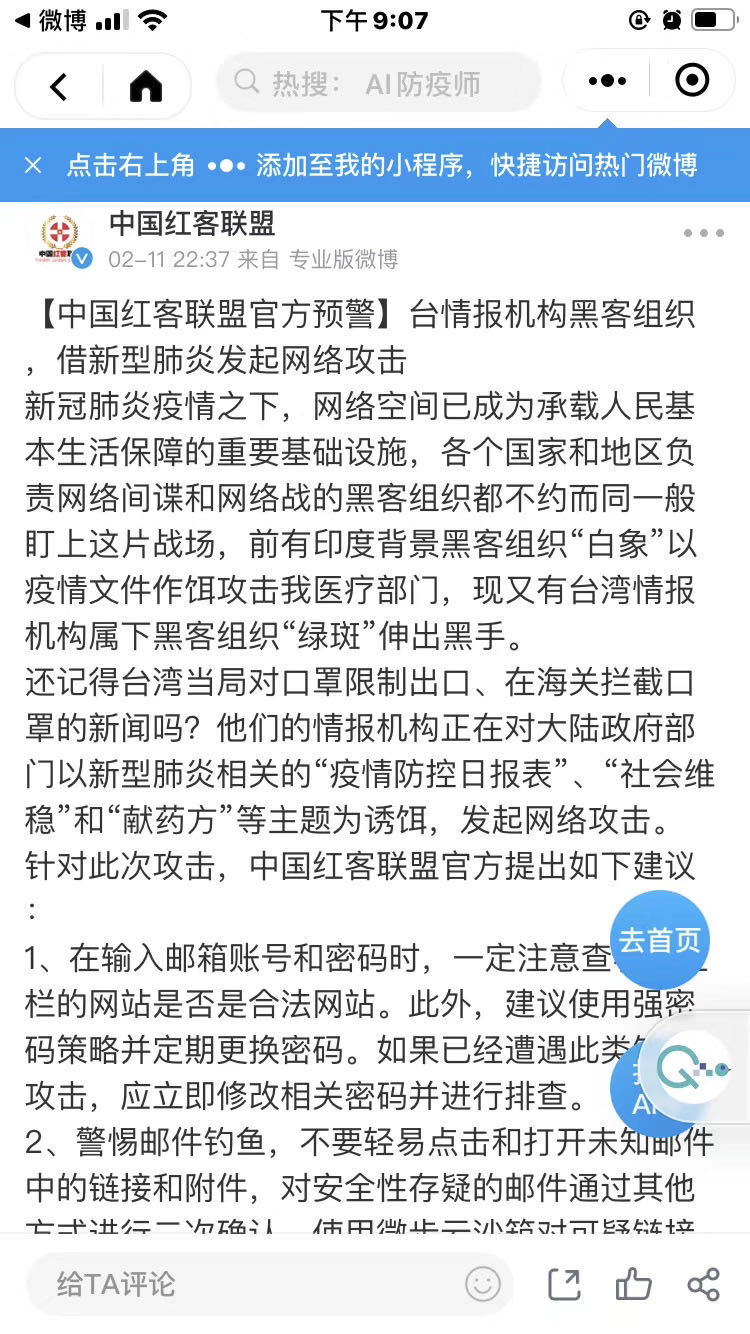 微博
下午9:07
热搜： AI防疫师
× 点击右上角 ●●● 添加至我的小程序，快捷访问热门微博
中国红客联盟
02-11 22:37 来自 专业版微博
【中国红客联盟官方预警】台情报机构黑客组织
，借新型肺炎发起网络攻击
新冠肺炎疫情之下，网络空间已成为承载人民基
本生活保障的重要基础设施，各个国家和地区负
责网络间谍和网络战的黑客组织都不约而同一般
盯上这片战场，前有印度背景黑客组织“白象”以
疫情文件作饵攻击我医疗部门，现又有台湾情报
机构属下黑客组织“绿斑”伸出黑手。
还记得台湾当局对口罩限制出口、在海关拦截口
罩的新闻吗？他们的情报机构正在对大陆政府部
门以新型肺炎相关的“疫情防控日报表”、“社会维
稳”和“献药方”等主题为诱饵，发起网络攻击。
针对此次攻击，中国红客联盟官方提出如下建议
：
1、在输入邮箱账号和密码时，一定注意查
去首页
栏的网站是否是合法网站。此外，建议使用强密
码策略并定期更换密码。如果已经遭遇此类
攻击，应立即修改相关密码并进行排查。
AI
2、警惕邮件钓鱼，不要轻易点击和打开未知邮件
中的链接和附件，对安全性存疑的邮件通过其他
方式进行二次确认，使用微步云沙箱对可疑链接
给TA评论